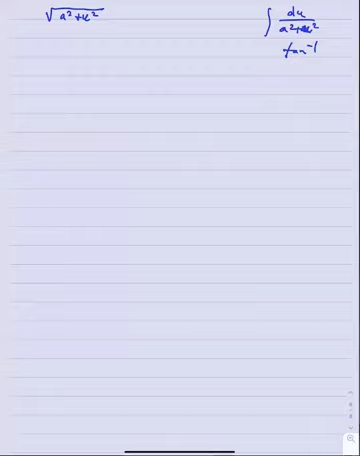 √(a² + u²)
∫ du / (a² + u²)
tan⁻¹